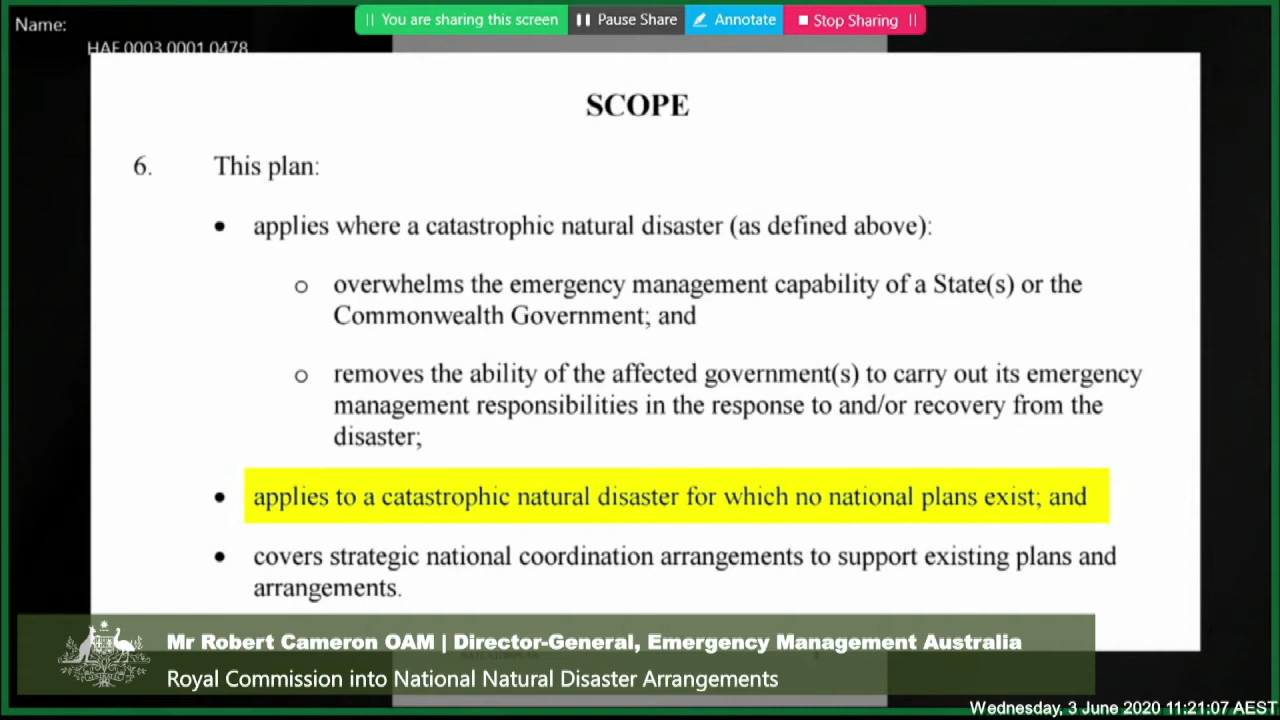 Name:
|| You are sharing this screen
Pause Share
Annotate
Stop Sharing ||
HAF.0003.0001.0478
SCOPE
6. This plan:
• applies where a catastrophic natural disaster (as defined above):
o overwhelms the emergency management capability of a State(s) or the
Commonwealth Government; and
o removes the ability of the affected government(s) to carry out its emergency
management responsibilities in the response to and/or recovery from the
disaster;
• applies to a catastrophic natural disaster for which no national plans exist; and
• covers strategic national coordination arrangements to support existing plans and
arrangements.
Mr Robert Cameron OAM | Director-General, Emergency Management Australia
Royal Commission into National Natural Disaster Arrangements
Wednesday, 3 June 2020 11:21:07 AEST